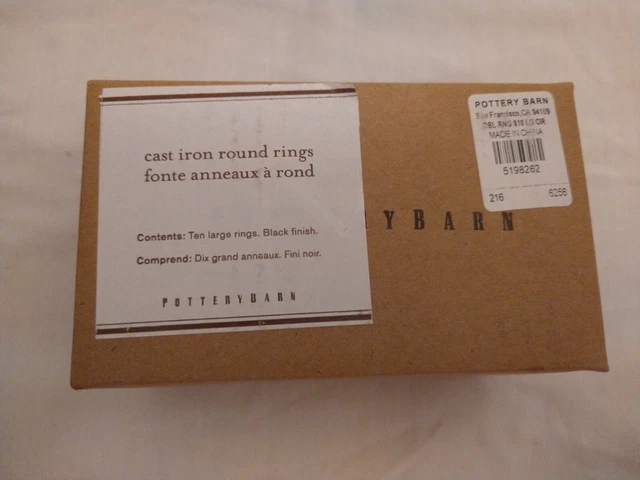 cast iron round rings
fonte anneaux à rond
Contents: Ten large rings. Black finish.
Comprend: Dix grand anneaux. Fini noir.
POTTERYBARN
YBARN
POTTERY BARN
San Francisco, CA 94109
MADE IN CHINA
5198262
216 6256